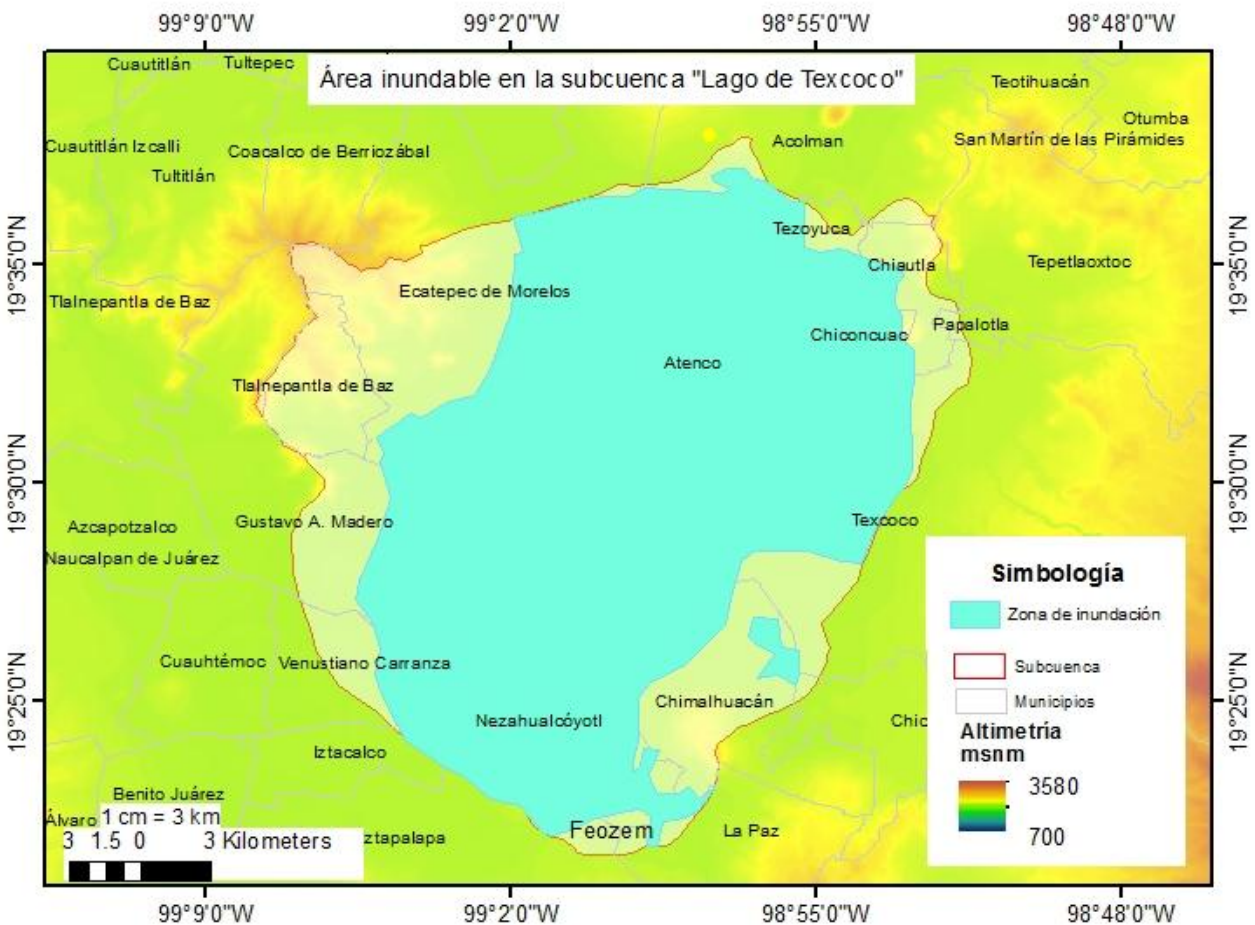 99°9'0"W
99°2'0"W
98°55'0"W
98°48'0"W
Cuautitlán
Tultepec
Área inundable en la subcuenca "Lago de Texcoco"
Teotihuacán
Otumba
Cuautitlán Izcalli
Coacalco de Berriozábal
Acolman
San Martín de las Pirámides
Tultitlán
Tezoyuca
19°35'0"N
19°35'0"N
Chiautla
Tepetlaoxtoc
Tlalnepantla de Baz
Ecatepec de Morelos
Chiconcuac
Papalotla
Atenco
Tlalnepantla de Baz
19°30'0"N
19°30'0"N
Azcapotzalco
Gustavo A. Madero
Texcoco
Naucalpan de Juárez
Simbología
Zona de inundación
Cuauhtémoc
Venustiano Carranza
Subcuenca
19°25'0"N
19°25'0"N
Chimalhuacán
Municipios
Nezahualcóyotl
Chic
Altimetría
msnm
Iztacalco
3580
Benito Juárez
Álvaro
1 cm = 3 km
Feozem
La Paz
700
3 1.5 0 3 Kilometers
ztapalapa
99°9'0"W
99°2'0"W
98°55'0"W
98°48'0"W